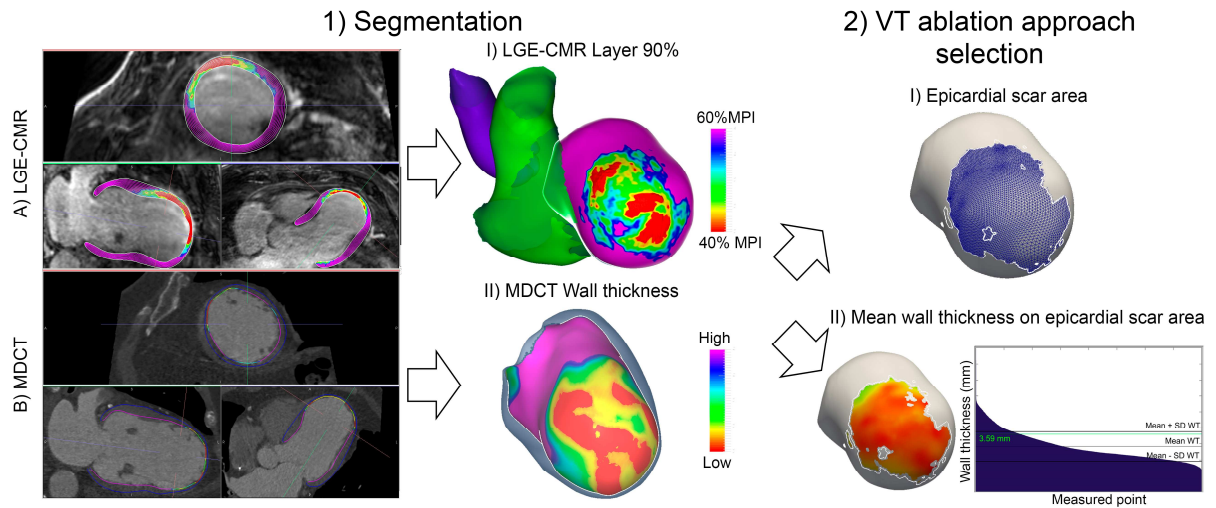 1) Segmentation
2) VT ablation approach
selection
I) LGE-CMR Layer 90%
I) Epicardial scar area
A) LGE-CMR
60%MPI
40% MPI
II) MDCT Wall thickness
II) Mean wall thickness on epicardial scar area
B) MDCT
High
Low
Wall thickness (mm)
Mean + SD WT
3.59 mm
Mean WT
Mean - SD WT
Measured point